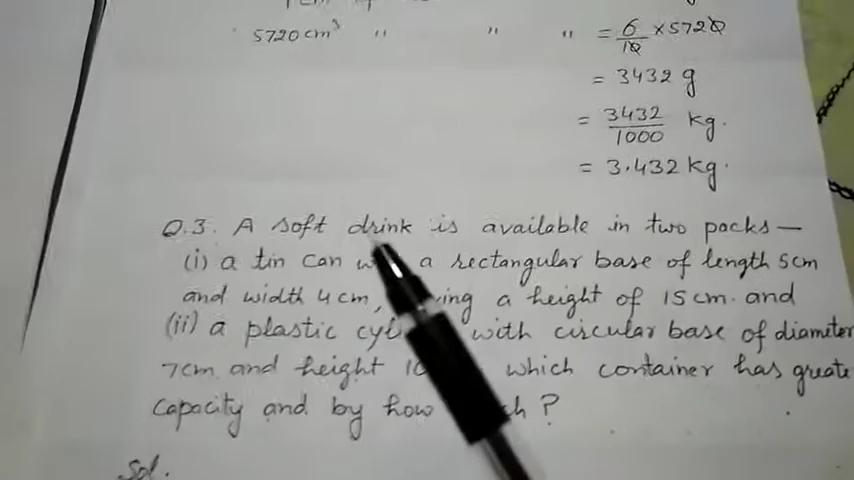 5720 cm³ " " " = 6/10 × 5720
= 3432 g
= 3432/1000 kg.
= 3.432 kg.
Q.3. A soft drink is available in two packs—
(i) a tin can a rectangular base of length 5cm
and width 4cm, a height of 15cm. and
(ii) a plastic with circular base of diameter
7cm and height which container has greate
capacity and by how ?
Sol.